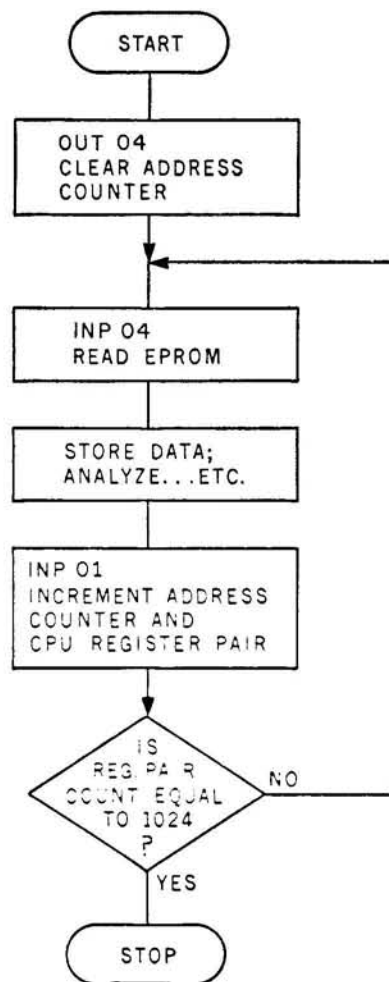 START
OUT 04
CLEAR ADDRESS
COUNTER
INP 04
READ EPROM
STORE DATA;
ANALYZE...ETC.
INP 01
INCREMENT ADDRESS
COUNTER AND
CPU REGISTER PAIR
IS
REG. PAIR
COUNT EQUAL
TO 1024
?
NO
YES
STOP